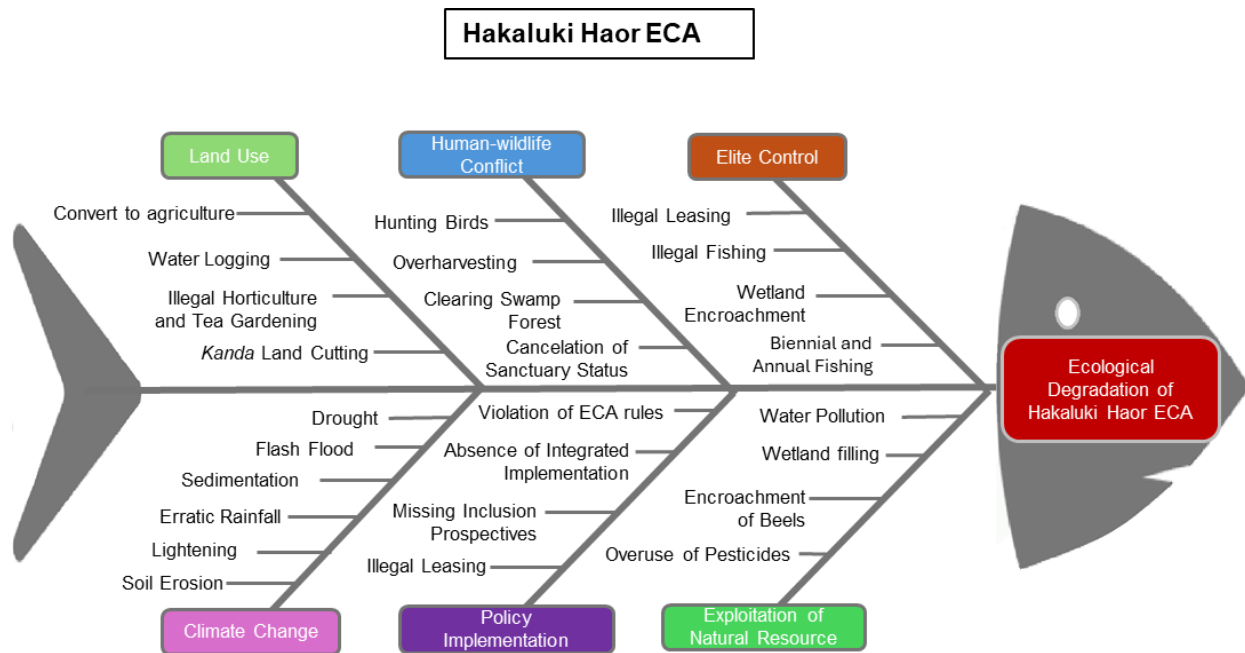 Hakaluki Haor ECA
Land Use
Human-wildlife
Conflict
Elite Control
Convert to agriculture
Water Logging
Illegal Horticulture
and Tea Gardening
Kanda Land Cutting
Hunting Birds
Overharvesting
Clearing Swamp
Forest
Cancelation of
Sanctuary Status
Illegal Leasing
Illegal Fishing
Wetland
Encroachment
Biennial and
Annual Fishing
Ecological
Degradation of
Hakaluki Haor ECA
Drought
Flash Flood
Sedimentation
Erratic Rainfall
Lightening
Soil Erosion
Violation of ECA rules
Absence of Integrated
Implementation
Missing Inclusion
Prospectives
Illegal Leasing
Water Pollution
Wetland filling
Encroachment
of Beels
Overuse of Pesticides
Climate Change
Policy
Implementation
Exploitation of
Natural Resource